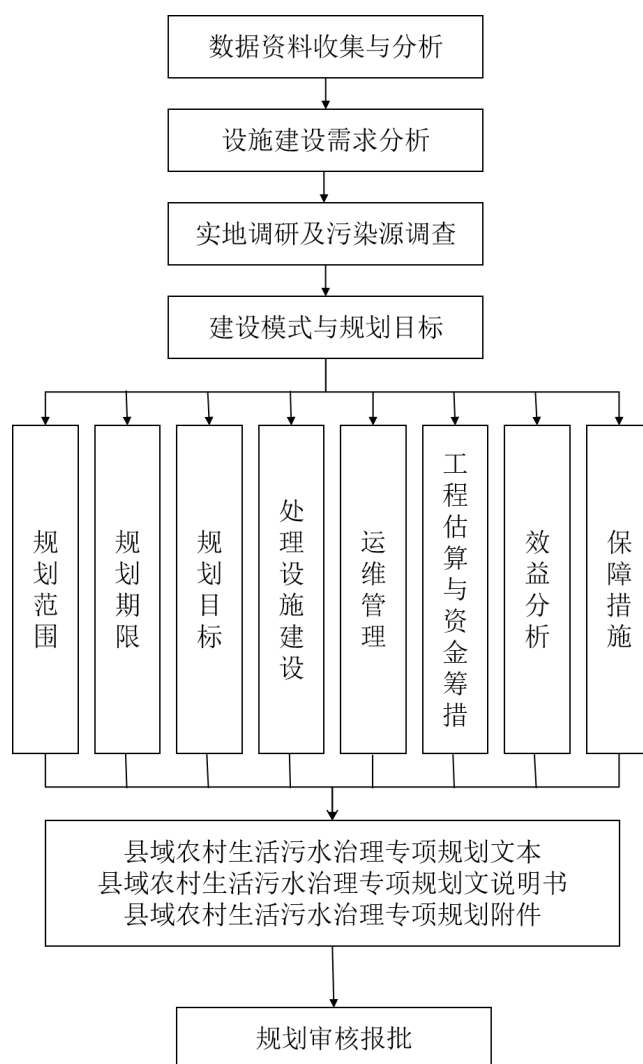 数据资料收集与分析
设施建设需求分析
实地调研及污染源调查
建设模式与规划目标
规划范围
规划期限
规划目标
处理设施建设
运维管理
工程估算与资金筹措
效益分析
保障措施
县域农村生活污水治理专项规划文本
县域农村生活污水治理专项规划文说明书
县域农村生活污水治理专项规划附件
规划审核报批